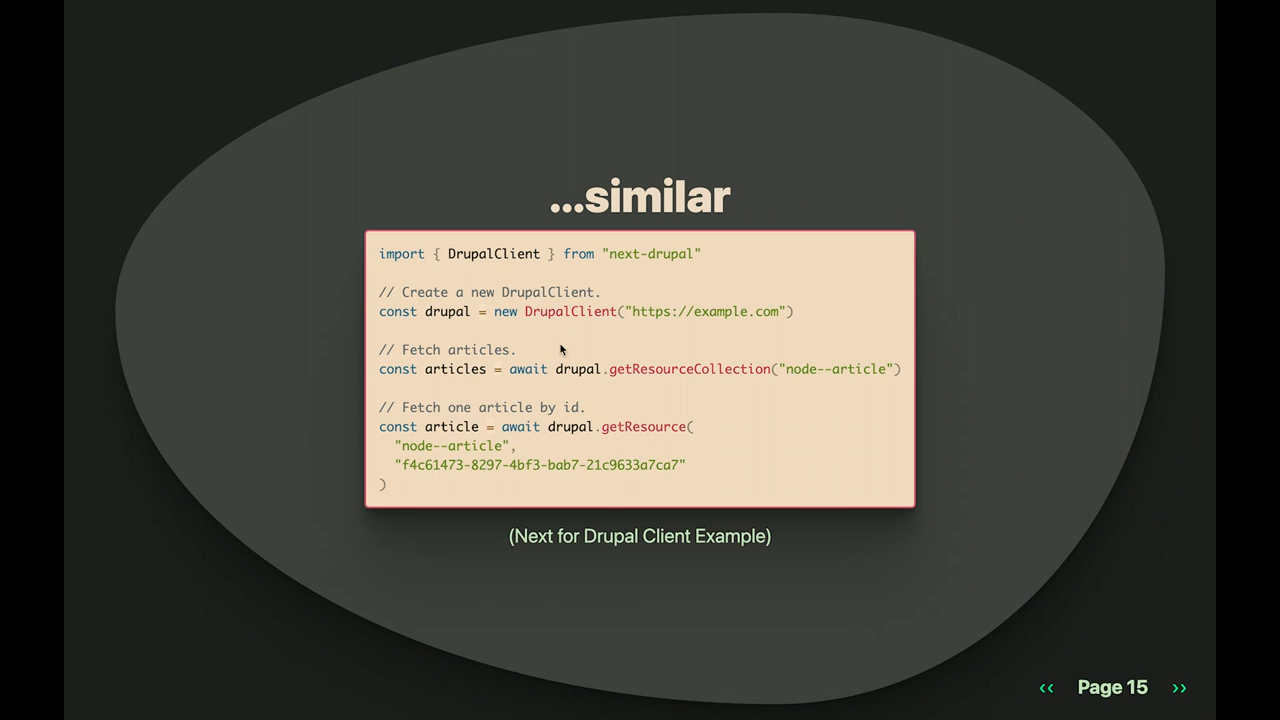 ...similar
import { DrupalClient } from "next-drupal"
// Create a new DrupalClient.
const drupal = new DrupalClient("https://example.com")
// Fetch articles.
const articles = await drupal.getResourceCollection("node--article")
// Fetch one article by id.
const article = await drupal.getResource(
  "node--article",
  "f4c61473-8297-4bf3-bab7-21c9633a7ca7"
)
(Next for Drupal Client Example)
‹‹ Page 15 ››